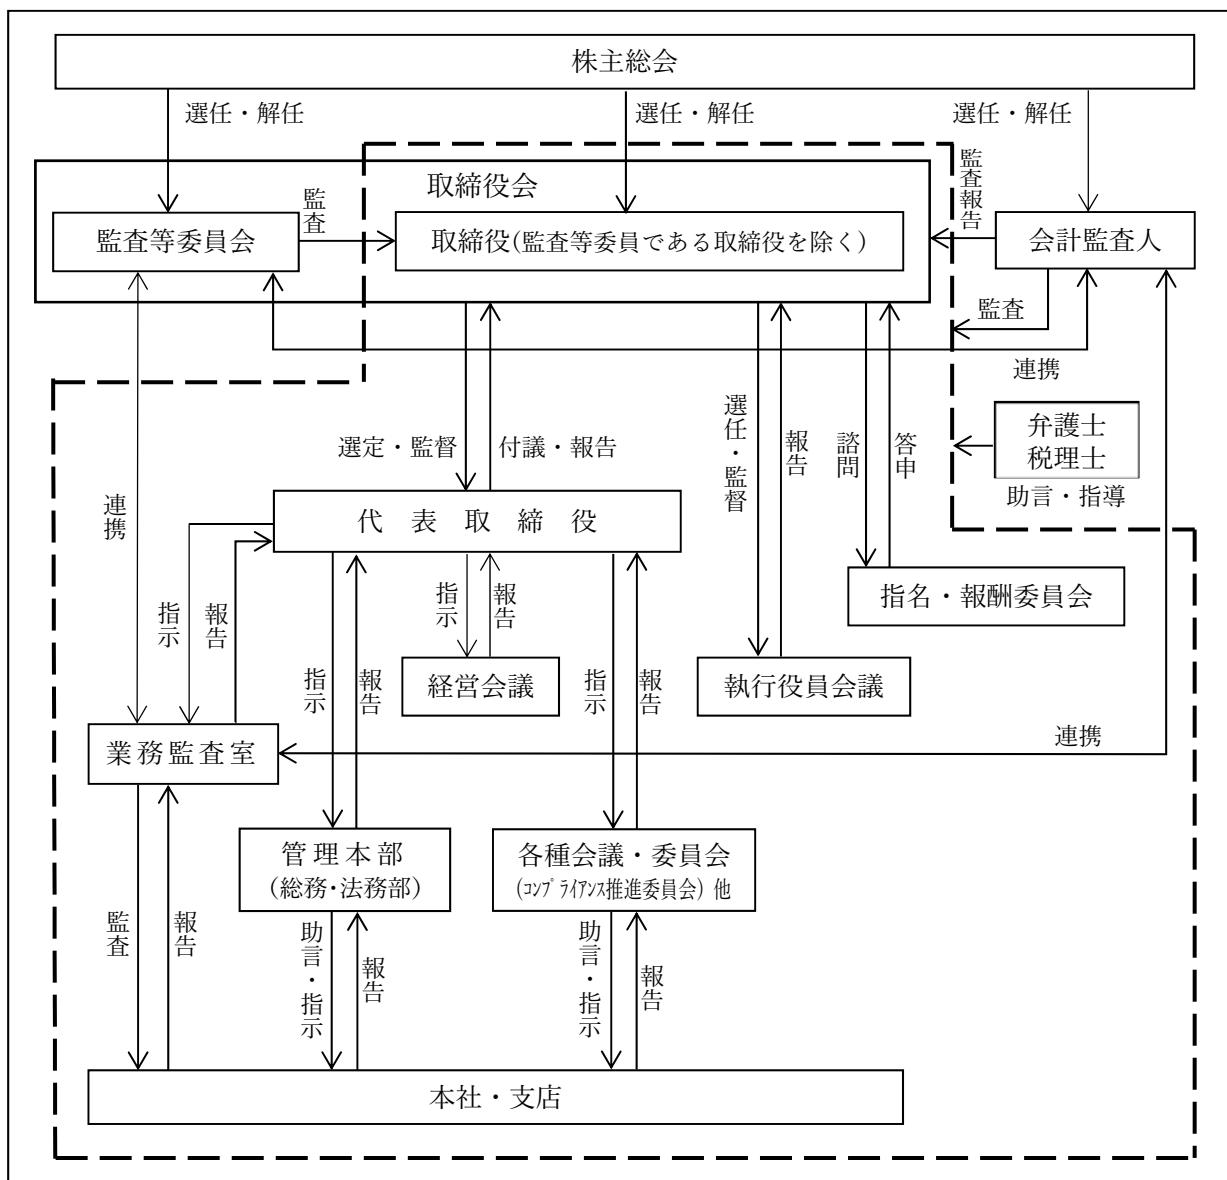 株主総会
選任・解任
選任・解任
選任・解任
監査報告
取締役会
監査
監査等委員会
取締役(監査等委員である取締役を除く)
会計監査人
監査
連携
弁護士
税理士
助言・指導
選定・監督
付議・報告
選任・監督
報告
諮問
答申
連携
代表取締役
指示
報告
指示
報告
指名・報酬委員会
指示
報告
経営会議
指示
報告
執行役員会議
業務監査室
連携
管理本部
(総務・法務部)
各種会議・委員会
(ｺﾝﾌﾟﾗｲｱﾝｽ推進委員会) 他
監査
報告
助言・指示
報告
助言・指示
報告
本社・支店